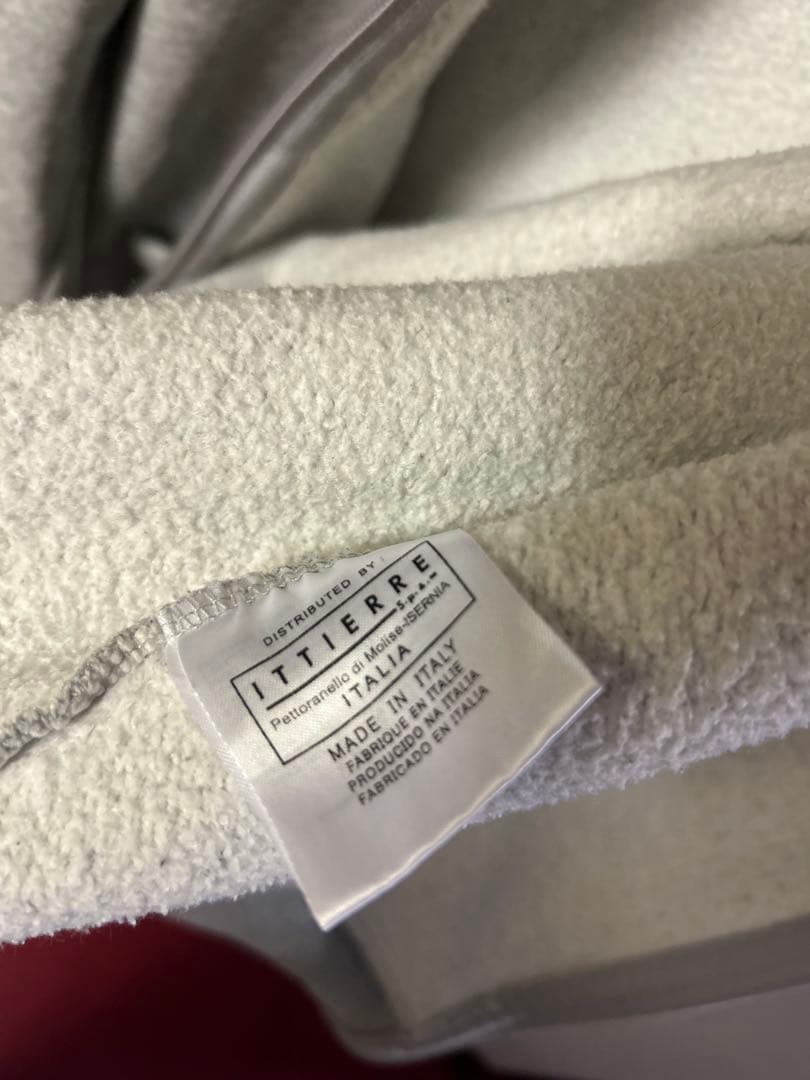 DISTRIBUTED BY:
ITTIERRE
S.p.A.
Pettoranello di Molise-ISERNIA
ITALIA
MADE IN ITALY
FABRIQUE EN ITALIE
PRODUCIDO NA ITALIA
FABRICADO EN ITALIA